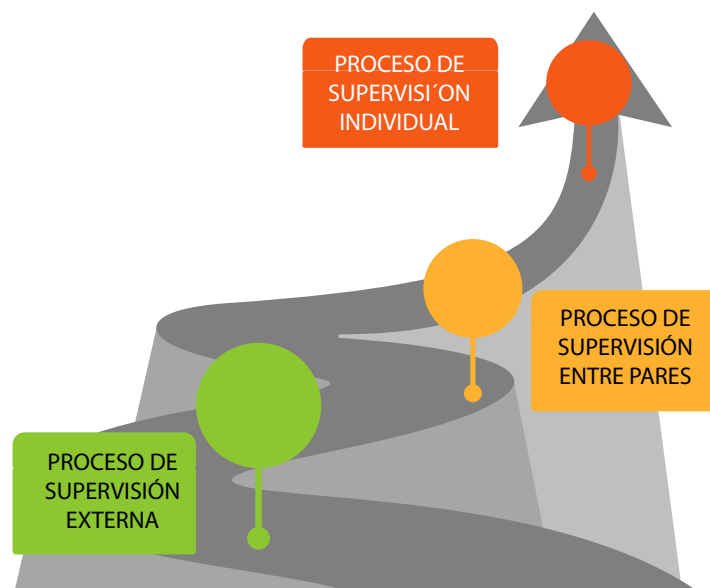 PROCESO DE
SUPERVISI´ON
INDIVIDUAL
PROCESO DE
SUPERVISIÓN
ENTRE PARES
PROCESO DE
SUPERVISIÓN
EXTERNA